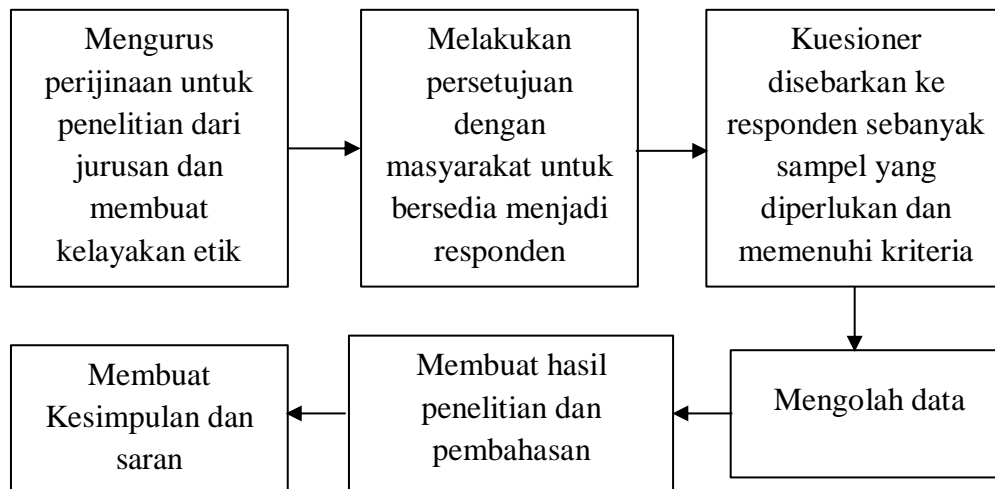 Mengurus
perijinaan untuk
penelitian dari
jurusan dan
membuat
kelayakan etik
Melakukan
persetujuan
dengan
masyarakat untuk
bersedia menjadi
responden
Kuesioner
disebarkan ke
responden sebanyak
sampel yang
diperlukan dan
memenuhi kriteria
Mengolah data
Membuat hasil
penelitian dan
pembahasan
Membuat
Kesimpulan dan
saran